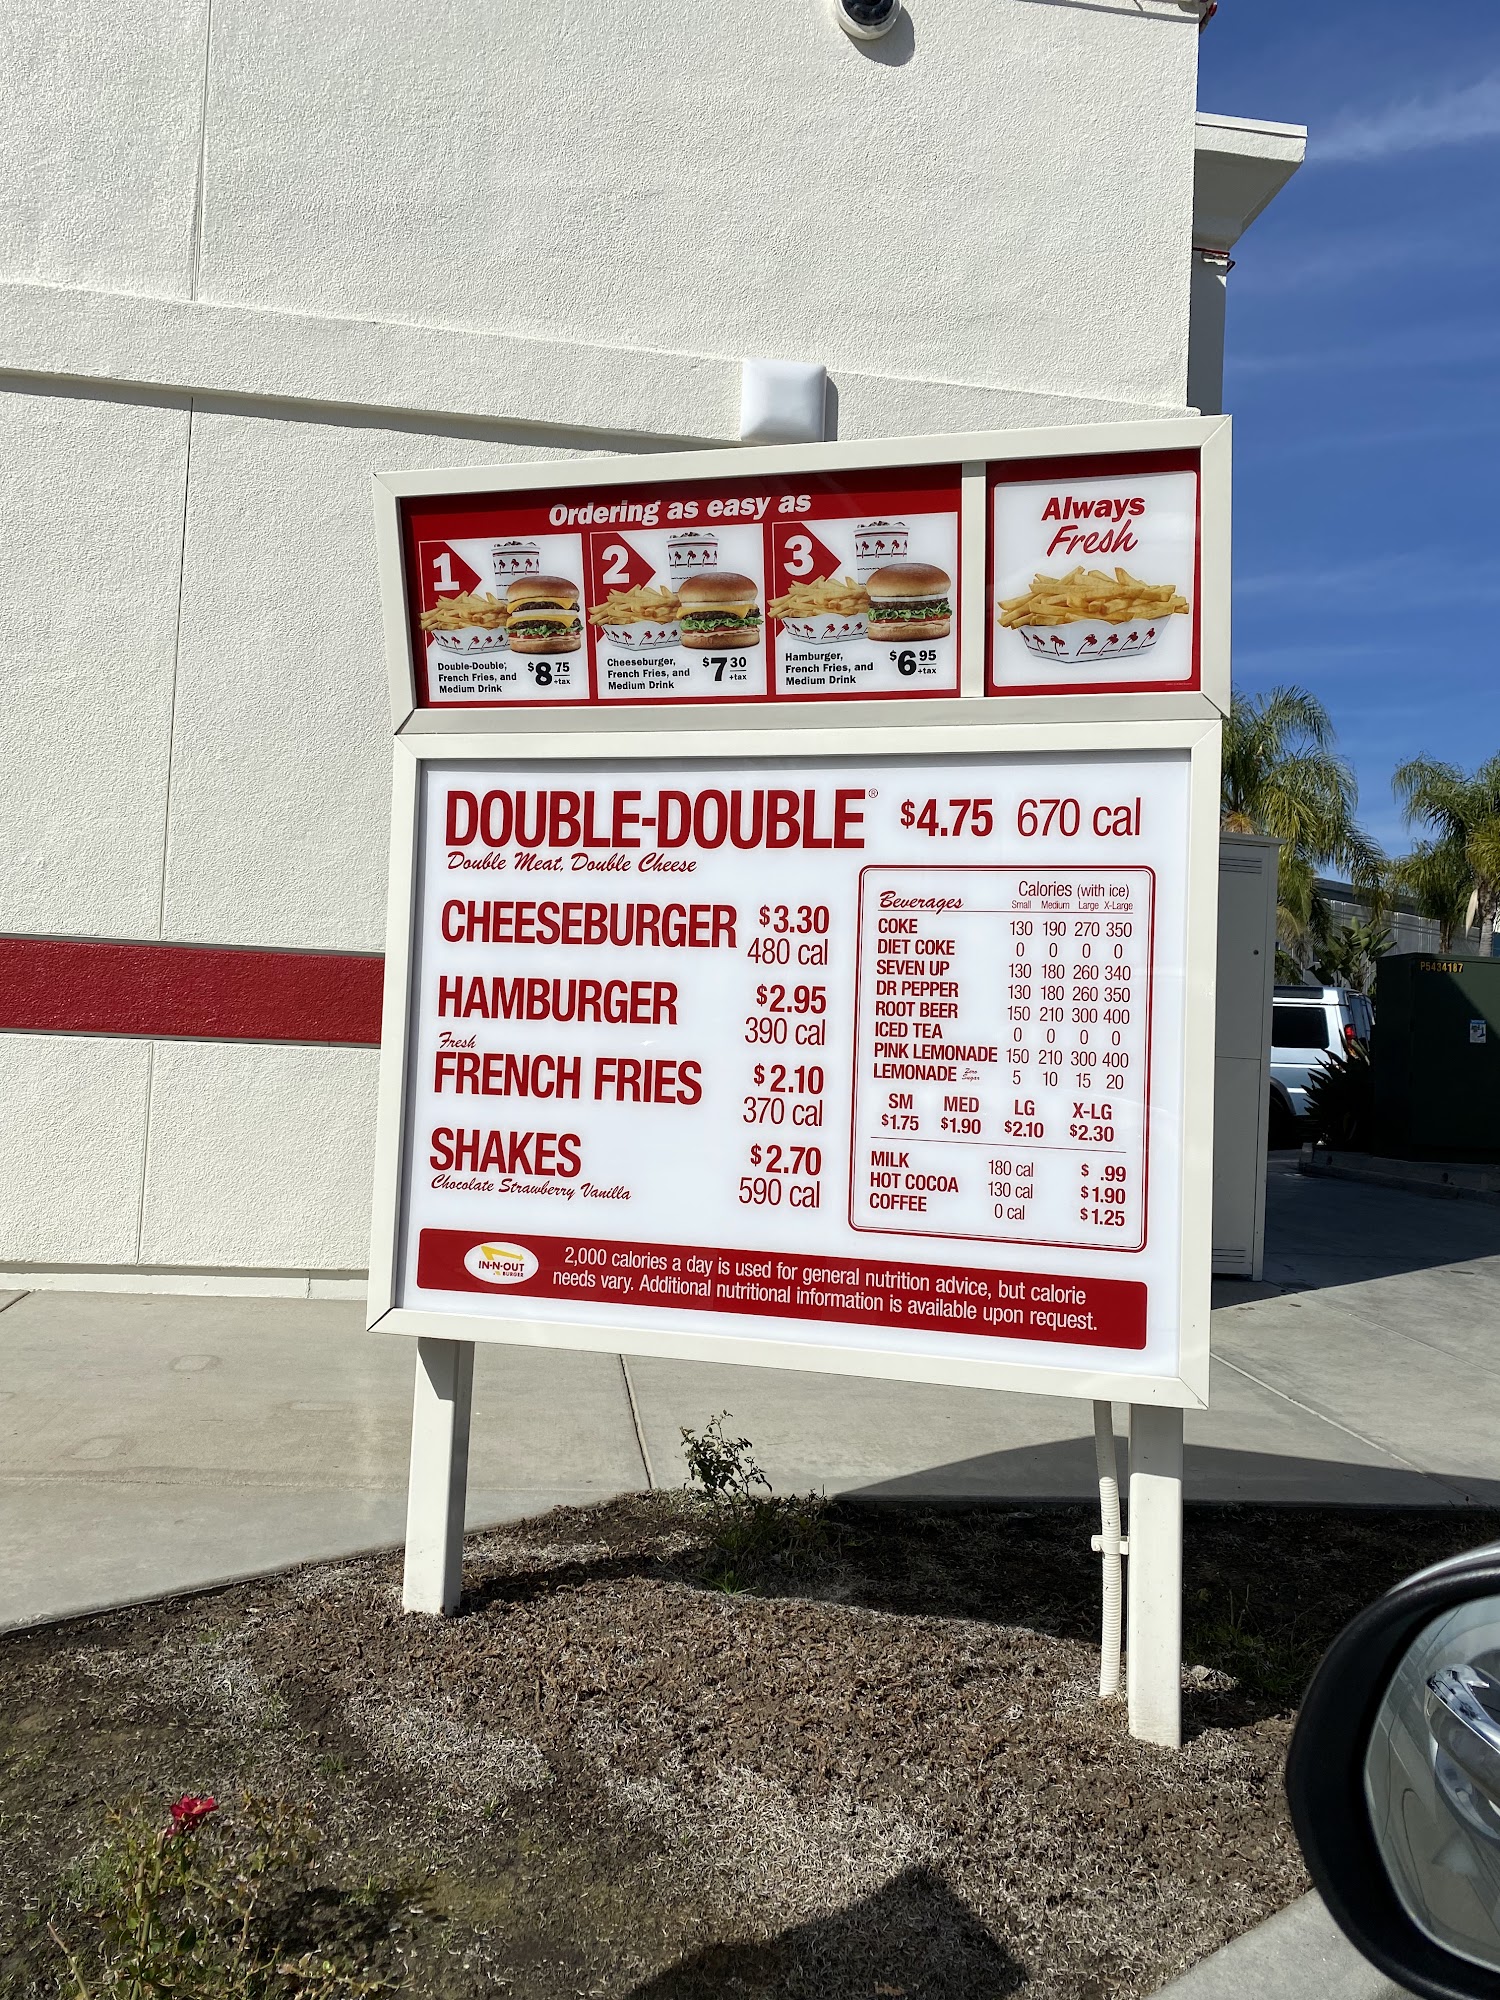 Ordering as easy as
1
Double-Double,
French Fries, and
Medium Drink
$8 75
+tax
2
Cheeseburger,
French Fries, and
Medium Drink
$7 30
+tax
3
Hamburger,
French Fries, and
Medium Drink
$6 95
+tax
Always
Fresh
DOUBLE-DOUBLE® $4.75 670 cal
Double Meat, Double Cheese
CHEESEBURGER $3.30
480 cal
HAMBURGER $2.95
390 cal
Fresh
FRENCH FRIES $2.10
370 cal
SHAKES $2.70
Chocolate Strawberry Vanilla 590 cal
Beverages Calories (with ice)
Small Medium Large X-Large
COKE 130 190 270 350
DIET COKE 0 0 0 0
SEVEN UP 130 180 260 340
DR PEPPER 130 180 260 350
ROOT BEER 150 210 300 400
ICED TEA 0 0 0 0
PINK LEMONADE 150 210 300 400
LEMONADE Zero Sugar 5 10 15 20
SM MED LG X-LG
$1.75 $1.90 $2.10 $2.30
MILK 180 cal $ .99
HOT COCOA 130 cal $1.90
COFFEE 0 cal $1.25
IN-N-OUT
BURGER
2,000 calories a day is used for general nutrition advice, but calorie
needs vary. Additional nutritional information is available upon request.
P5434187